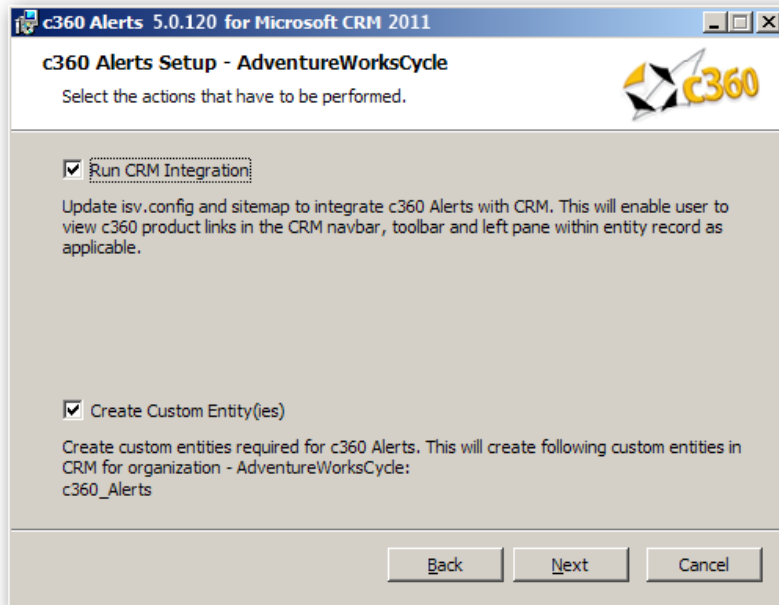 c360 Alerts 5.0.120 for Microsoft CRM 2011
c360 Alerts Setup - AdventureWorksCycle
Select the actions that have to be performed.
c360
Run CRM Integration
Update isv.config and sitemap to integrate c360 Alerts with CRM. This will enable user to
view c360 product links in the CRM navbar, toolbar and left pane within entity record as
applicable.
Create Custom Entity(ies)
Create custom entities required for c360 Alerts. This will create following custom entities in
CRM for organization - AdventureWorksCycle:
c360_Alerts
Back Next Cancel